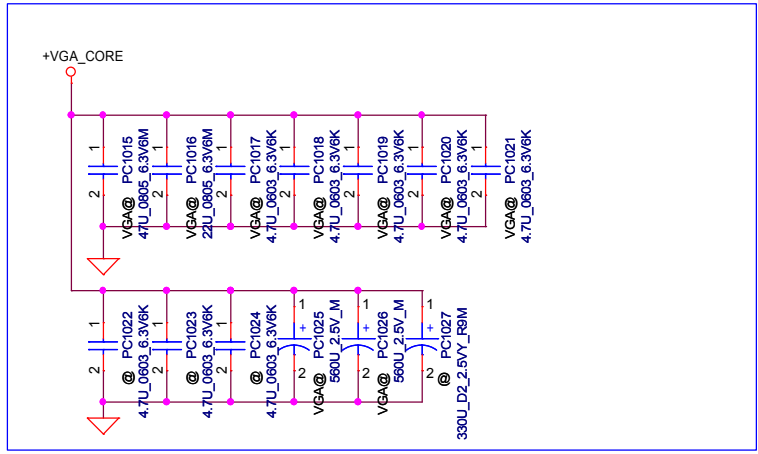 +VGA_CORE
1
2
VGA@ PC1015
47U_0805_6.3V6M
1
2
VGA@ PC1016
22U_0805_6.3V6M
1
2
VGA@ PC1017
4.7U_0603_6.3V6K
1
2
VGA@ PC1018
4.7U_0603_6.3V6K
1
2
VGA@ PC1019
4.7U_0603_6.3V6K
1
2
VGA@ PC1020
4.7U_0603_6.3V6K
1
2
VGA@ PC1021
4.7U_0603_6.3V6K
1
2
@ PC1022
4.7U_0603_6.3V6K
1
2
@ PC1023
4.7U_0603_6.3V6K
1
2
@ PC1024
4.7U_0603_6.3V6K
1
+
2
VGA@ PC1025
560U_2.5V_M
1
+
2
VGA@ PC1026
560U_2.5V_M
1
+
2
@ PC1027
330U_D2_2.5VY_R9M